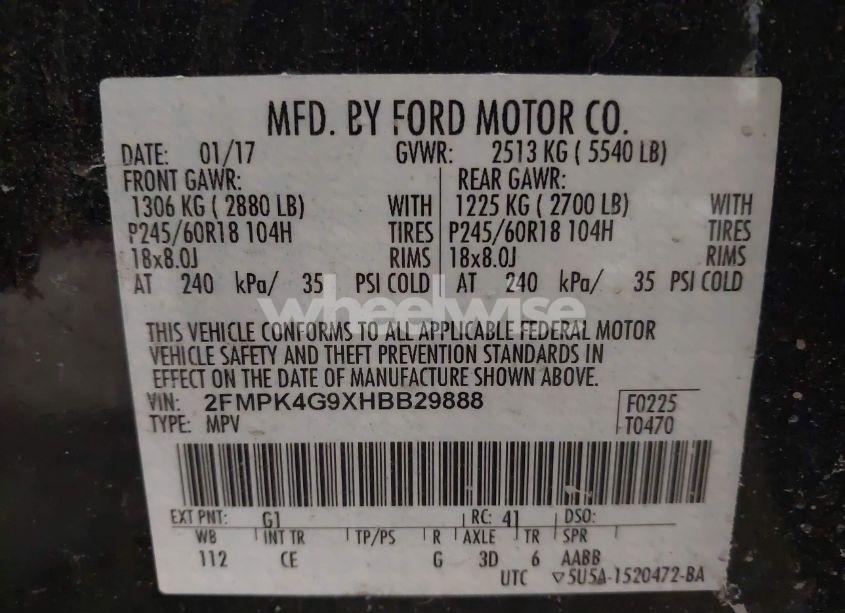 MFD. BY FORD MOTOR CO.
DATE: 01/17 GVWR: 2513 KG ( 5540 LB)
FRONT GAWR: REAR GAWR:
1306 KG ( 2880 LB) WITH 1225 KG ( 2700 LB) WITH
P245/60R18 104H TIRES P245/60R18 104H TIRES
18x8.0J RIMS 18x8.0J RIMS
AT 240 kPa/ 35 PSI COLD AT 240 kPa/ 35 PSI COLD
wheelwise
THIS VEHICLE CONFORMS TO ALL APPLICABLE FEDERAL MOTOR
VEHICLE SAFETY AND THEFT PREVENTION STANDARDS IN
EFFECT ON THE DATE OF MANUFACTURE SHOWN ABOVE.
VIN: 2FMPK4G9XHBB29888 F0225
TYPE: MPV T0470
EXT PNT: G1 RC: 41 DSO:
WB INT TR TP/PS R AXLE TR SPR
112 CE G 3D 6 AABB
UTC ▽5U5A-1520472-BA